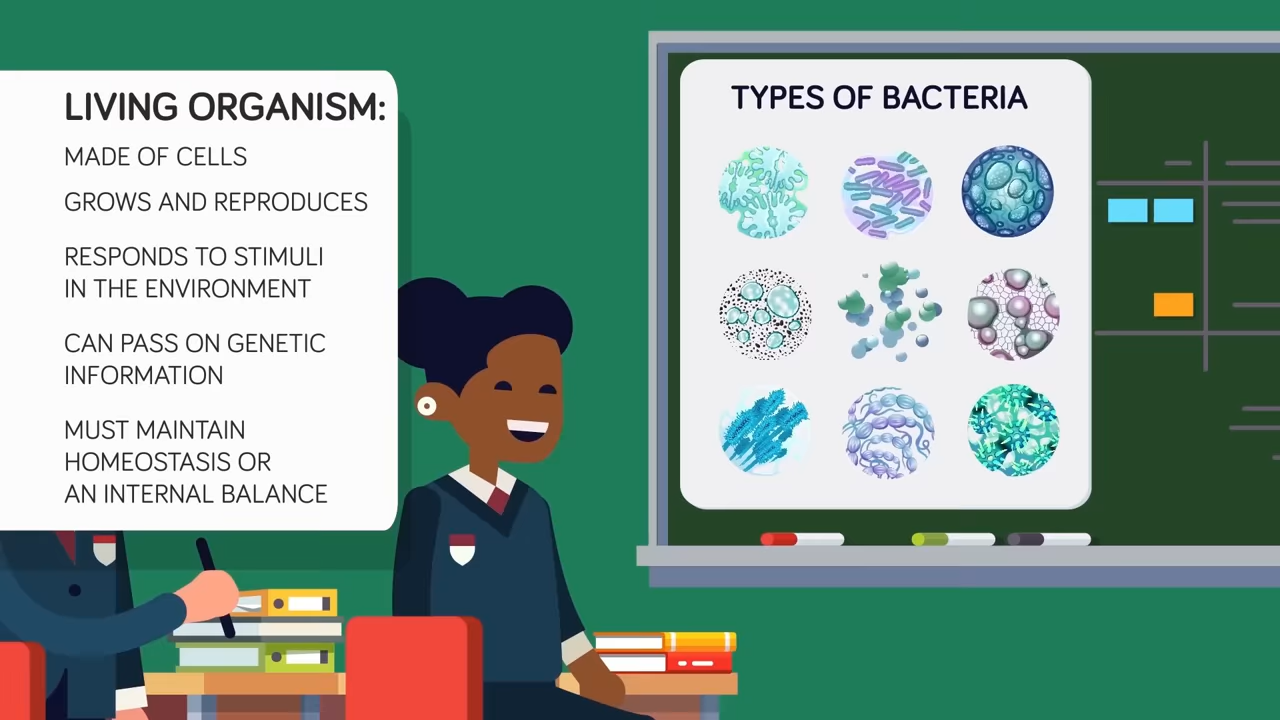 LIVING ORGANISM:
MADE OF CELLS
GROWS AND REPRODUCES
RESPONDS TO STIMULI
IN THE ENVIRONMENT
CAN PASS ON GENETIC
INFORMATION
MUST MAINTAIN
HOMEOSTASIS OR
AN INTERNAL BALANCE
TYPES OF BACTERIA